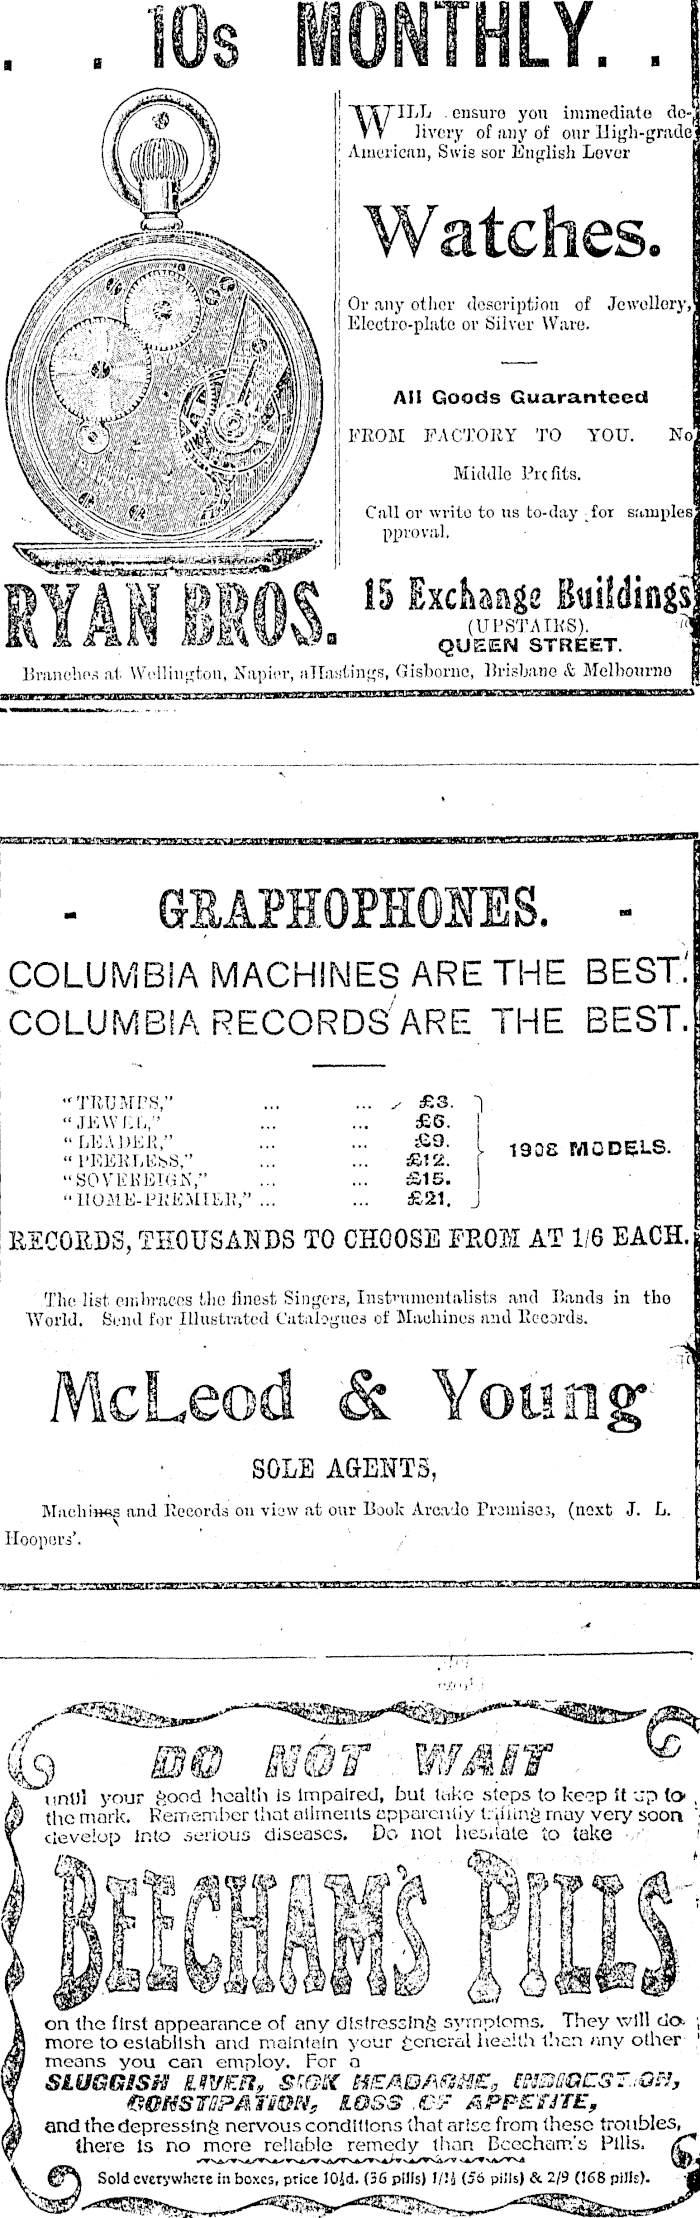 . . 10s MONTHLY. .
WILL ensure you immediate de-
livery of any of our High-grade
American, Swis sor English Lever
Watches.
Or any other description of Jewellery,
Electro-plate or Silver Ware.
All Goods Guaranteed
FROM FACTORY TO YOU. No
Middle Profits.
Call or write to us to-day for samples
pproval.
RYAN BROS.
15 Exchange Buildings
(UPSTAIRS).
QUEEN STREET.
Branches at Wellington, Napier, aHastings, Gisborne, Brisbane & Melbourne
- GRAPHOPHONES. -
COLUMBIA MACHINES ARE THE BEST.
COLUMBIA RECORDS ARE THE BEST.
"TRUMPS," ... ... £3.
"JEWEL," ... ... £6.
"LEADER," ... ... £9.
"PEERLESS," ... ... £12.
"SOVEREIGN," ... ... £15.
"HOME-PREMIER," ... ... £21.
1908 MODELS.
RECORDS, THOUSANDS TO CHOOSE FROM AT 1/6 EACH.
The list embraces the finest Singers, Instrumentalists and Bands in the
World. Send for Illustrated Catalogues of Machines and Records.
McLeod & Young
SOLE AGENTS,
Machines and Records on view at our Book Arcade Premises, (next J. L.
Hoopers'.
DO NOT WAIT
until your good health is impaired, but take steps to keep it up to
the mark. Remember that ailments apparently trifling may very soon
develop into serious diseases. Do not hesitate to take
BEECHAM'S PILLS
on the first appearance of any distressing symptoms. They will do
more to establish and maintain your general health than any other
means you can employ. For a
SLUGGISH LIVER, SICK HEADACHE, INDIGESTION,
CONSTIPATION, LOSS OF APPETITE,
and the depressing nervous conditions that arise from these troubles,
there is no more reliable remedy than Beecham's Pills.
Sold everywhere in boxes, price 10½d. (36 pills) 1/1½ (56 pills) & 2/9 (168 pills).